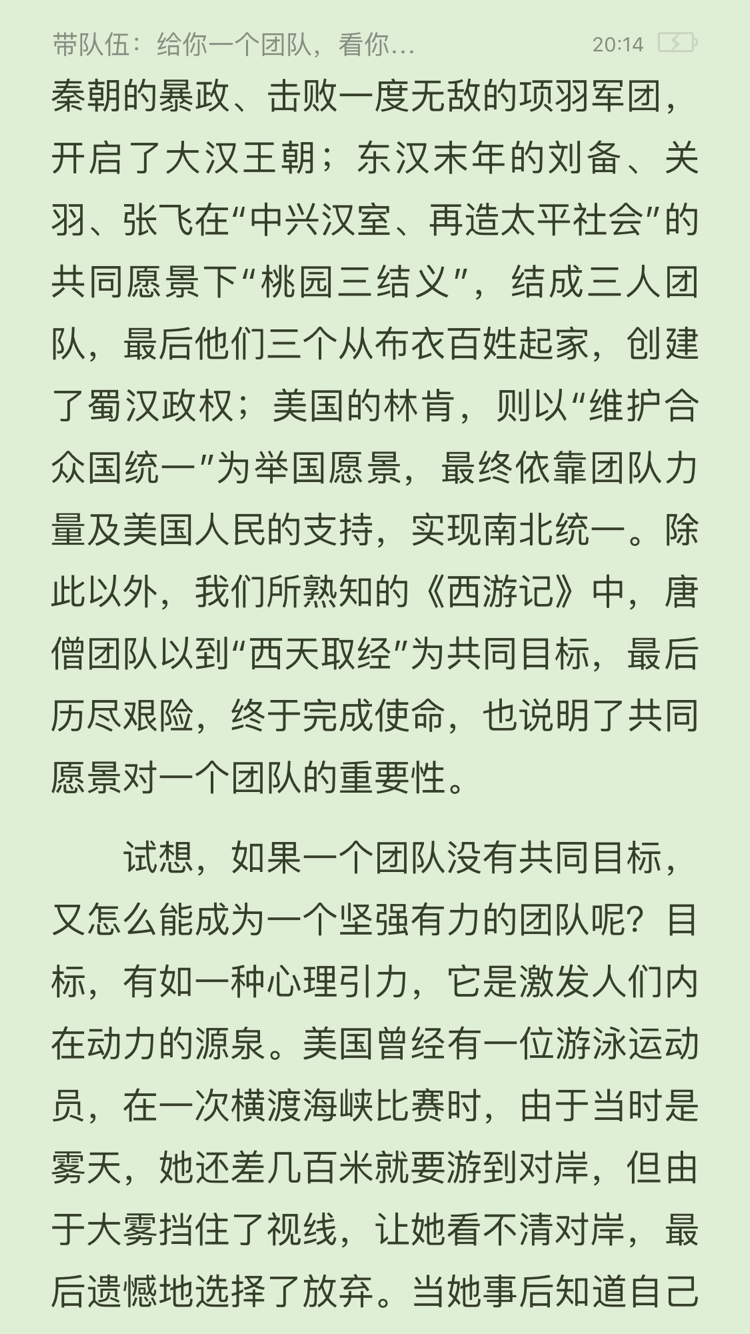 带队伍：给你一个团队，看你… 20:14
秦朝的暴政、击败一度无敌的项羽军团，
开启了大汉王朝；东汉末年的刘备、关
羽、张飞在“中兴汉室、再造太平社会”的
共同愿景下“桃园三结义”，结成三人团
队，最后他们三个从布衣百姓起家，创建
了蜀汉政权；美国的林肯，则以“维护合
众国统一”为举国愿景，最终依靠团队力
量及美国人民的支持，实现南北统一。除
此以外，我们所熟知的《西游记》中，唐
僧团队以到“西天取经”为共同目标，最后
历尽艰险，终于完成使命，也说明了共同
愿景对一个团队的重要性。
试想，如果一个团队没有共同目标，
又怎么能成为一个坚强有力的团队呢？目
标，有如一种心理引力，它是激发人们内
在动力的源泉。美国曾经有一位游泳运动
员，在一次横渡海峡比赛时，由于当时是
雾天，她还差几百米就要游到对岸，但由
于大雾挡住了视线，让她看不清对岸，最
后遗憾地选择了放弃。当她事后知道自己